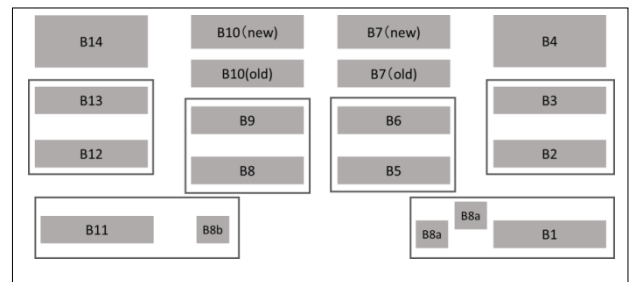 B14
B10（new)
B7（new)
B4
B10(old)
B7（old)
B13
B3
B9
B6
B12
B2
B8
B5
B11
B8b
B8a
B8a
B1